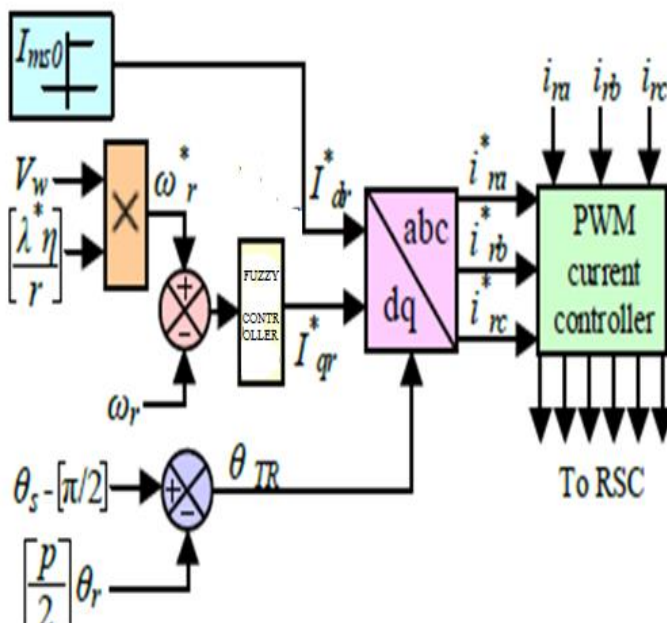 I_ms0
i_ra i_rb i_rc
V_w
ω*_r
I*_dr
i*_ra
×
abc
PWM
[λ*η/r]
i*_rb
current
+
FUZZY
dq
controller
−
CONTR
OLLER
i*_rc
I*_qr
ω_r
θ_s-[π/2]
+
−
θ_TR
To RSC
[p/2]θ_r